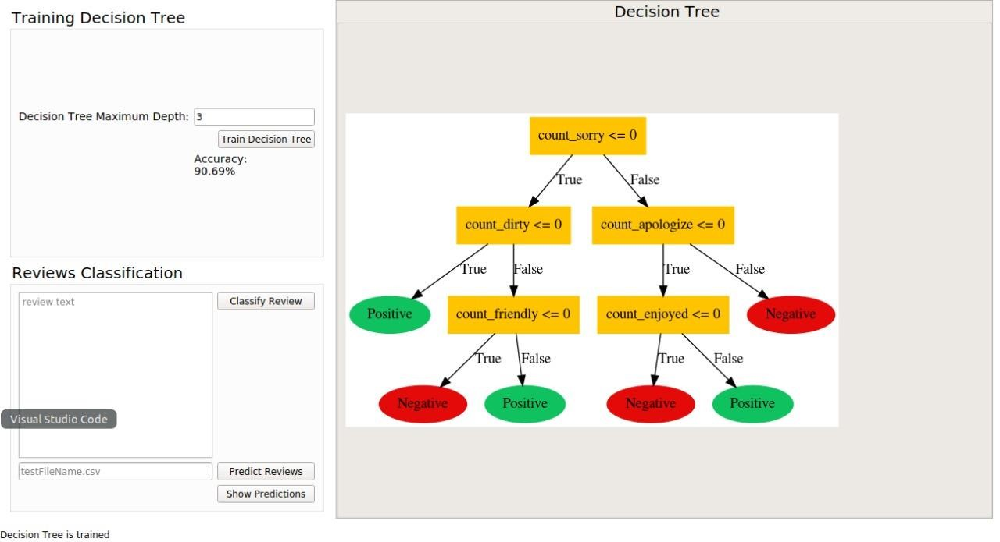 Training Decision Tree
Decision Tree Maximum Depth: 3
Train Decision Tree
Accuracy:
90.69%
Reviews Classification
review text
Classify Review
Visual Studio Code
testFileName.csv
Predict Reviews
Show Predictions
Decision Tree is trained
Decision Tree
count_sorry <= 0
True False
count_dirty <= 0 count_apologize <= 0
True False True False
Positive count_friendly <= 0 count_enjoyed <= 0 Negative
True False True False
Negative Positive Negative Positive